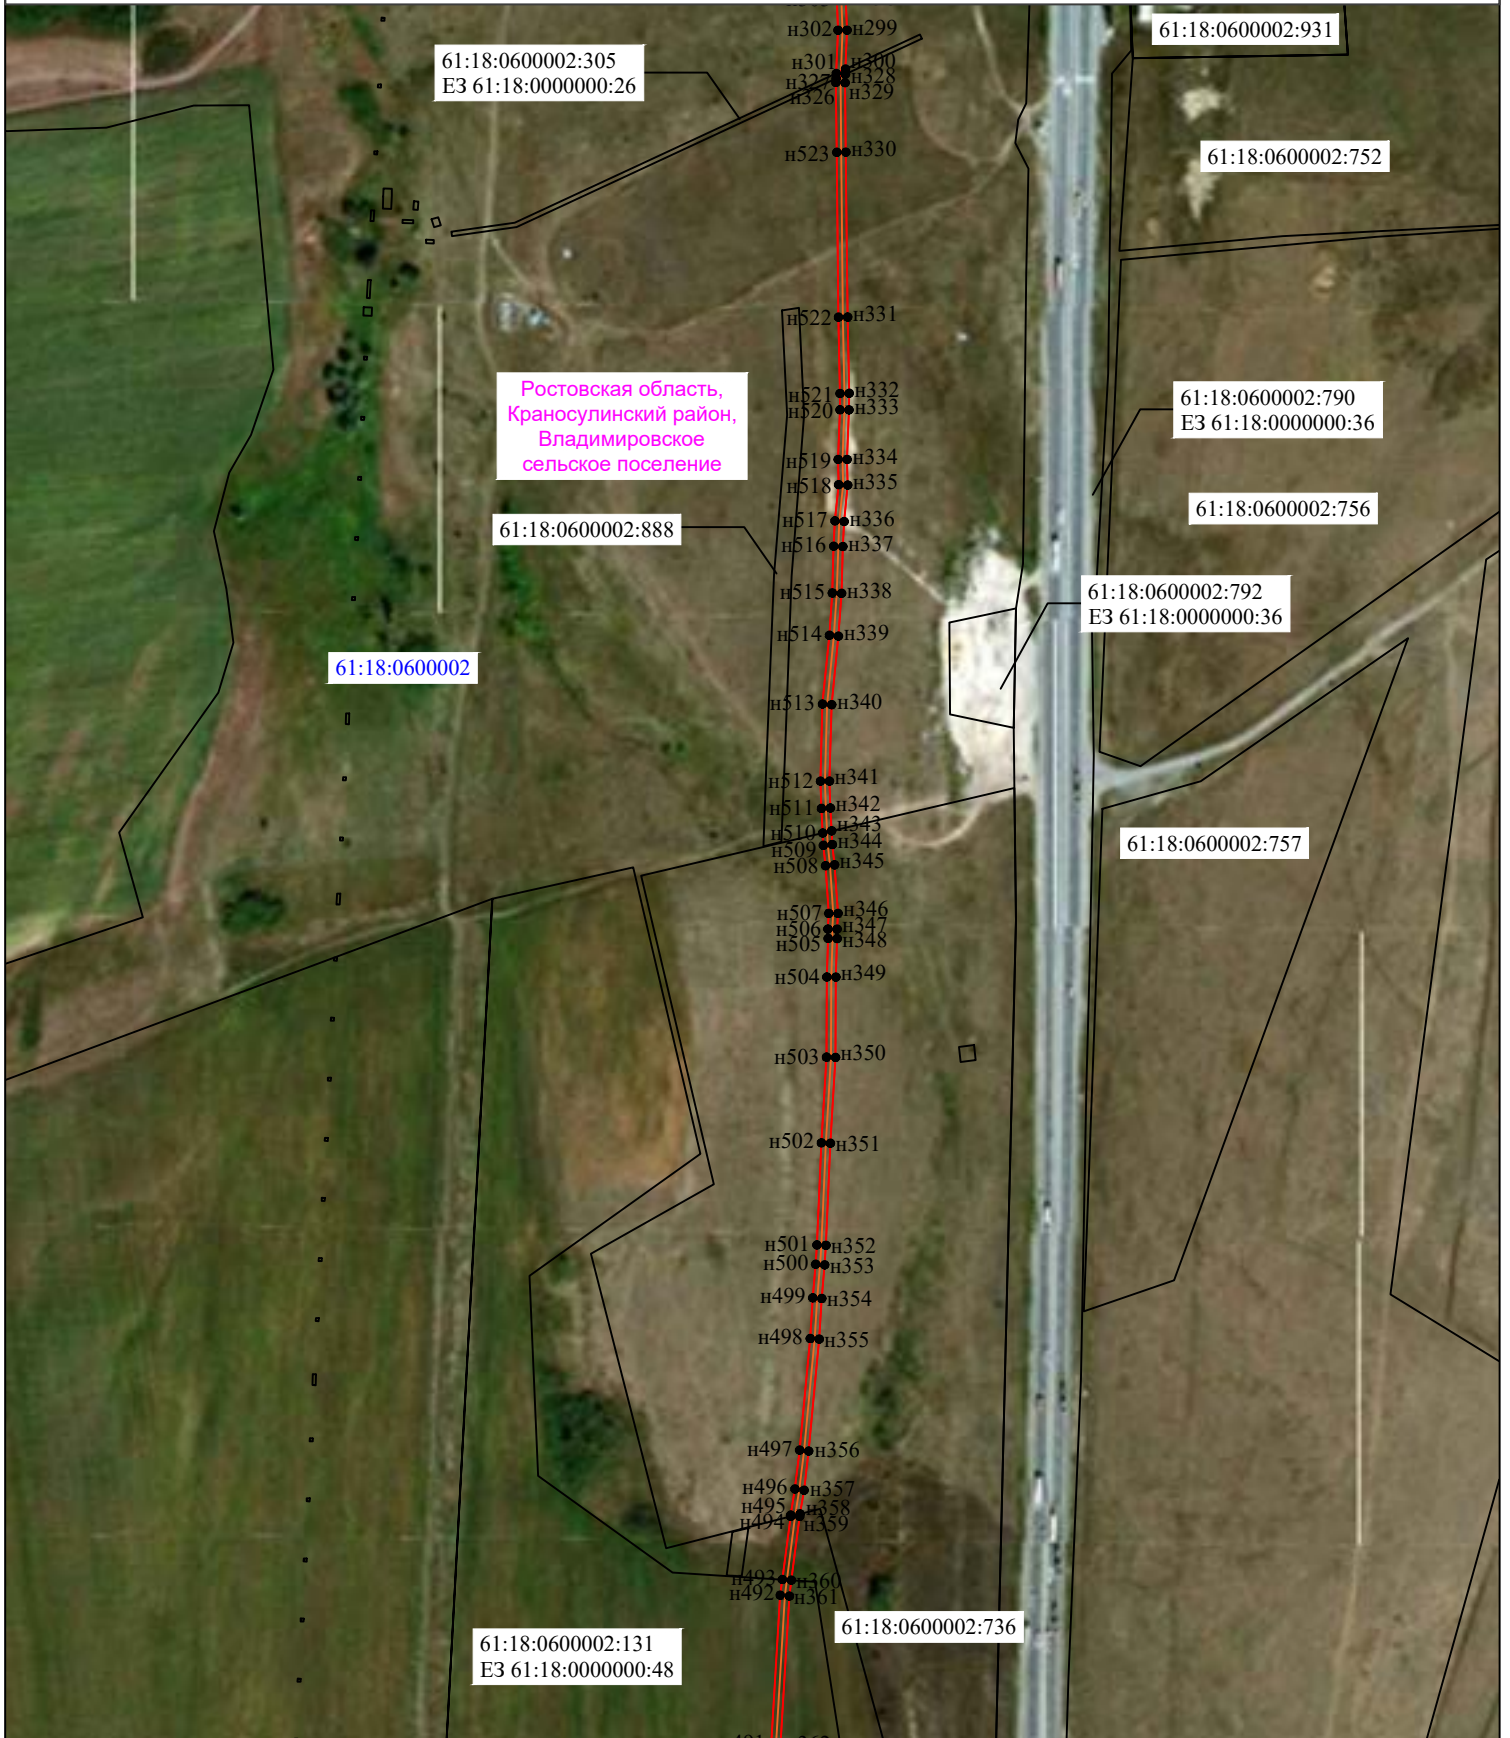 н302 н299
61:18:0600002:931
61:18:0600002:305
ЕЗ 61:18:0000000:26
н301 н300
н327 н328
н326 н329
н523 н330
61:18:0600002:752
н522 н331
Ростовская область,
Краносулинский район,
Владимировское
сельское поселение
н521 н332
н520 н333
61:18:0600002:790
ЕЗ 61:18:0000000:36
н519 н334
н518 н335
61:18:0600002:756
н517 н336
61:18:0600002:888
н516 н337
н515 н338
61:18:0600002:792
ЕЗ 61:18:0000000:36
н514 н339
61:18:0600002
н513 н340
н512 н341
н511 н342
н510 н343
н509 н344
61:18:0600002:757
н508 н345
н507 н346
н506 н347
н505 н348
н504 н349
н503 н350
н502 н351
н501 н352
н500 н353
н499 н354
н498 н355
н497 н356
н496 н357
н495 н358
н494 н359
н493 н360
н492 н361
61:18:0600002:736
61:18:0600002:131
ЕЗ 61:18:0000000:48